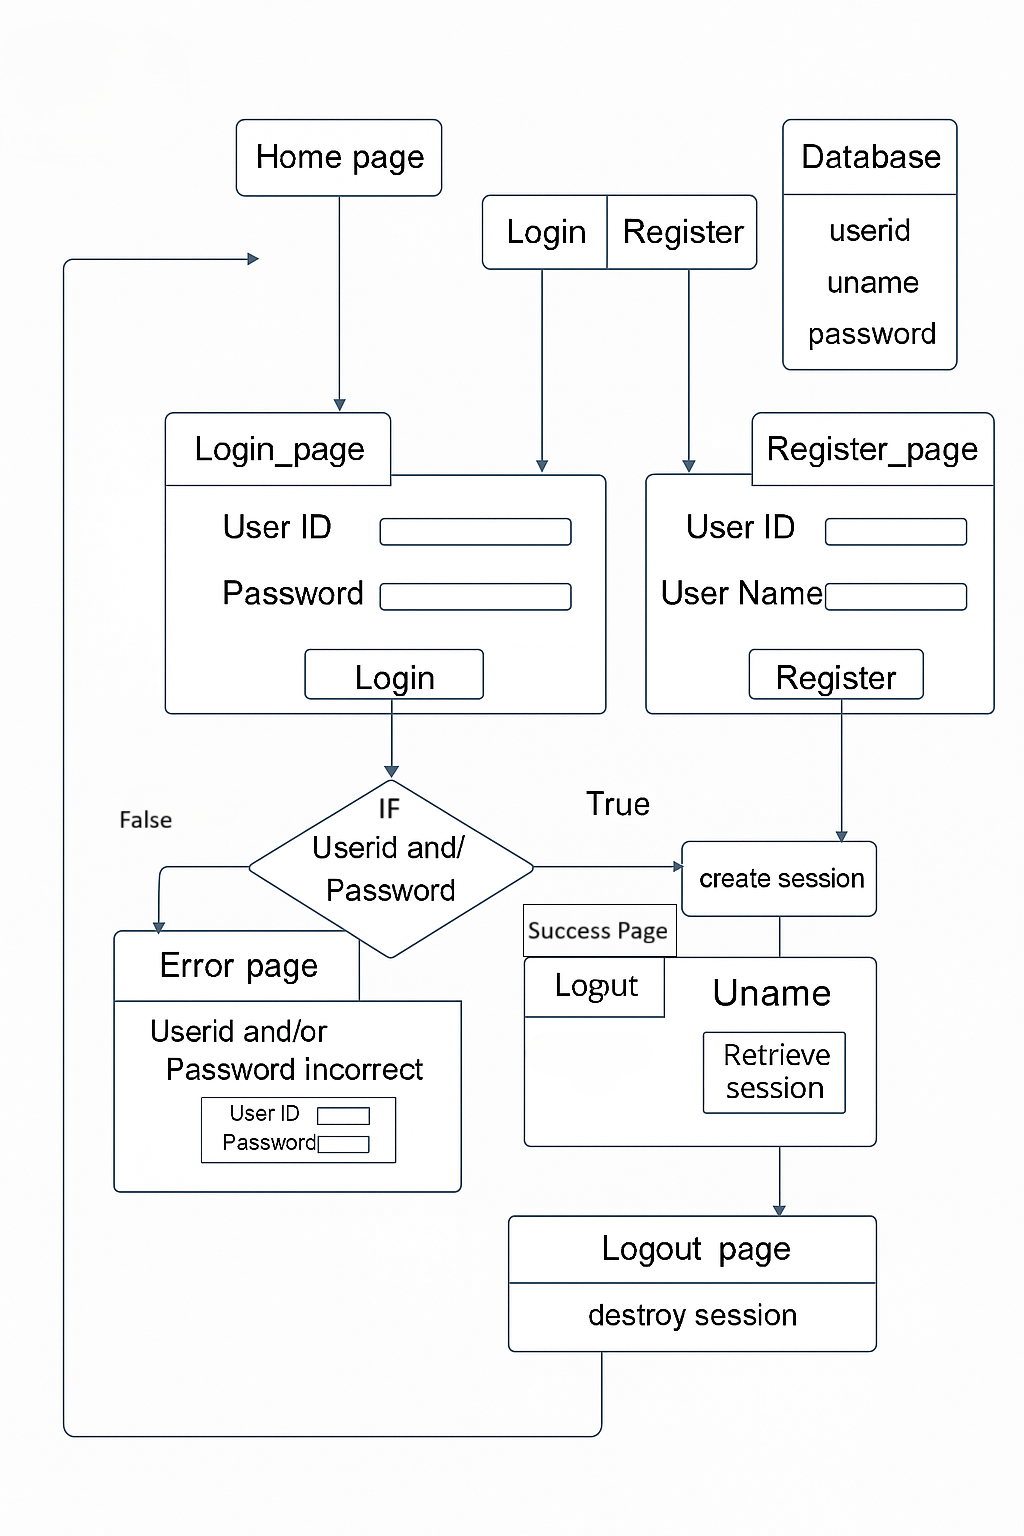 Home page
Login
Register
Database
userid
uname
password
Login_page
User ID
Password
Login
Register_page
User ID
User Name
Register
False
IF
Userid and/
Password
True
create session
Error page
Userid and/or
Password incorrect
User ID
Password
Success Page
Logout
Uname
Retrieve
session
Logout page
destroy session